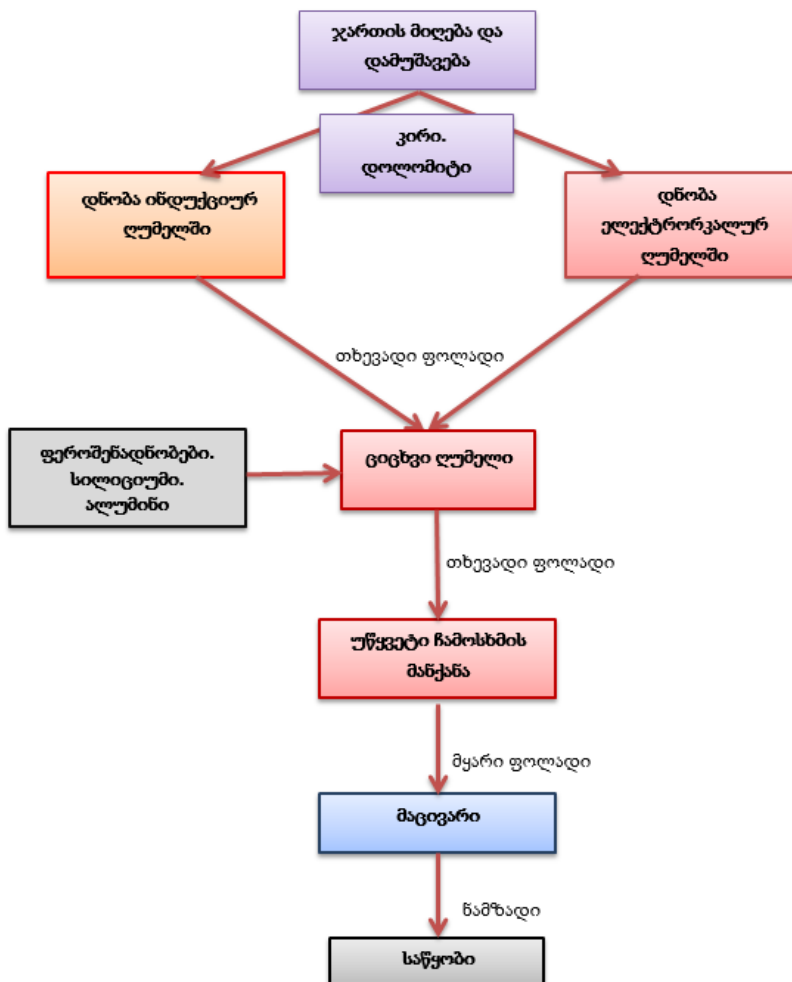 ჯართის მიღება და
დამუშავება
კირი.
დოლომიტი
დნობა ინდუქციურ
ღუმელში
დნობა
ელექტრორკალურ
ღუმელში
თხევადი ფოლადი
ფეროშენადნობები.
სილიციუმი.
ალუმინი
ციცხვი ღუმელი
თხევადი ფოლადი
უწყვეტი ჩამოსხმის
მანქანა
მყარი ფოლადი
მაცივარი
ნამზადი
საწყობი